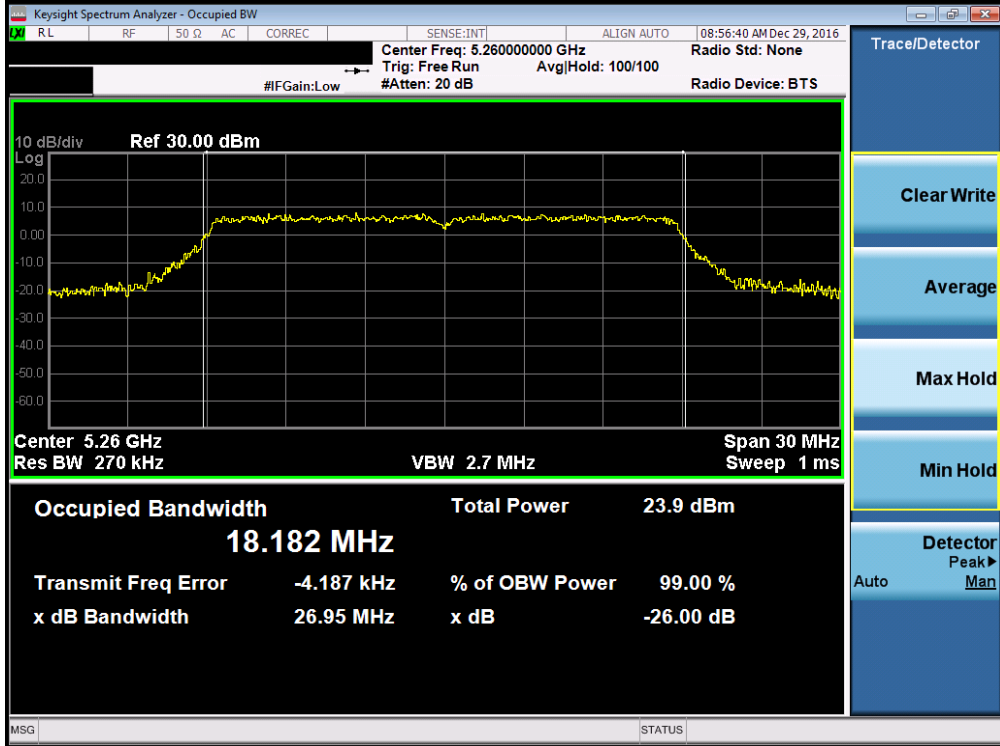 Keysight Spectrum Analyzer - Occupied BW
LXI RL RF 50 Ω AC CORREC SENSE:INT ALIGN AUTO 08:56:40 AM Dec 29, 2016
Center Freq: 5.260000000 GHz Radio Std: None
Trig: Free Run Avg|Hold: 100/100
#IFGain:Low #Atten: 20 dB Radio Device: BTS
10 dB/div Ref 30.00 dBm
Log
20.0
10.0
0.00
-10.0
-20.0
-30.0
-40.0
-50.0
-60.0
Center 5.26 GHz Span 30 MHz
Res BW 270 kHz VBW 2.7 MHz Sweep 1 ms
Occupied Bandwidth Total Power 23.9 dBm
18.182 MHz
Transmit Freq Error -4.187 kHz % of OBW Power 99.00 %
x dB Bandwidth 26.95 MHz x dB -26.00 dB
Trace/Detector
Clear Write
Average
Max Hold
Min Hold
Detector
Peak▶
Auto Man
MSG STATUS